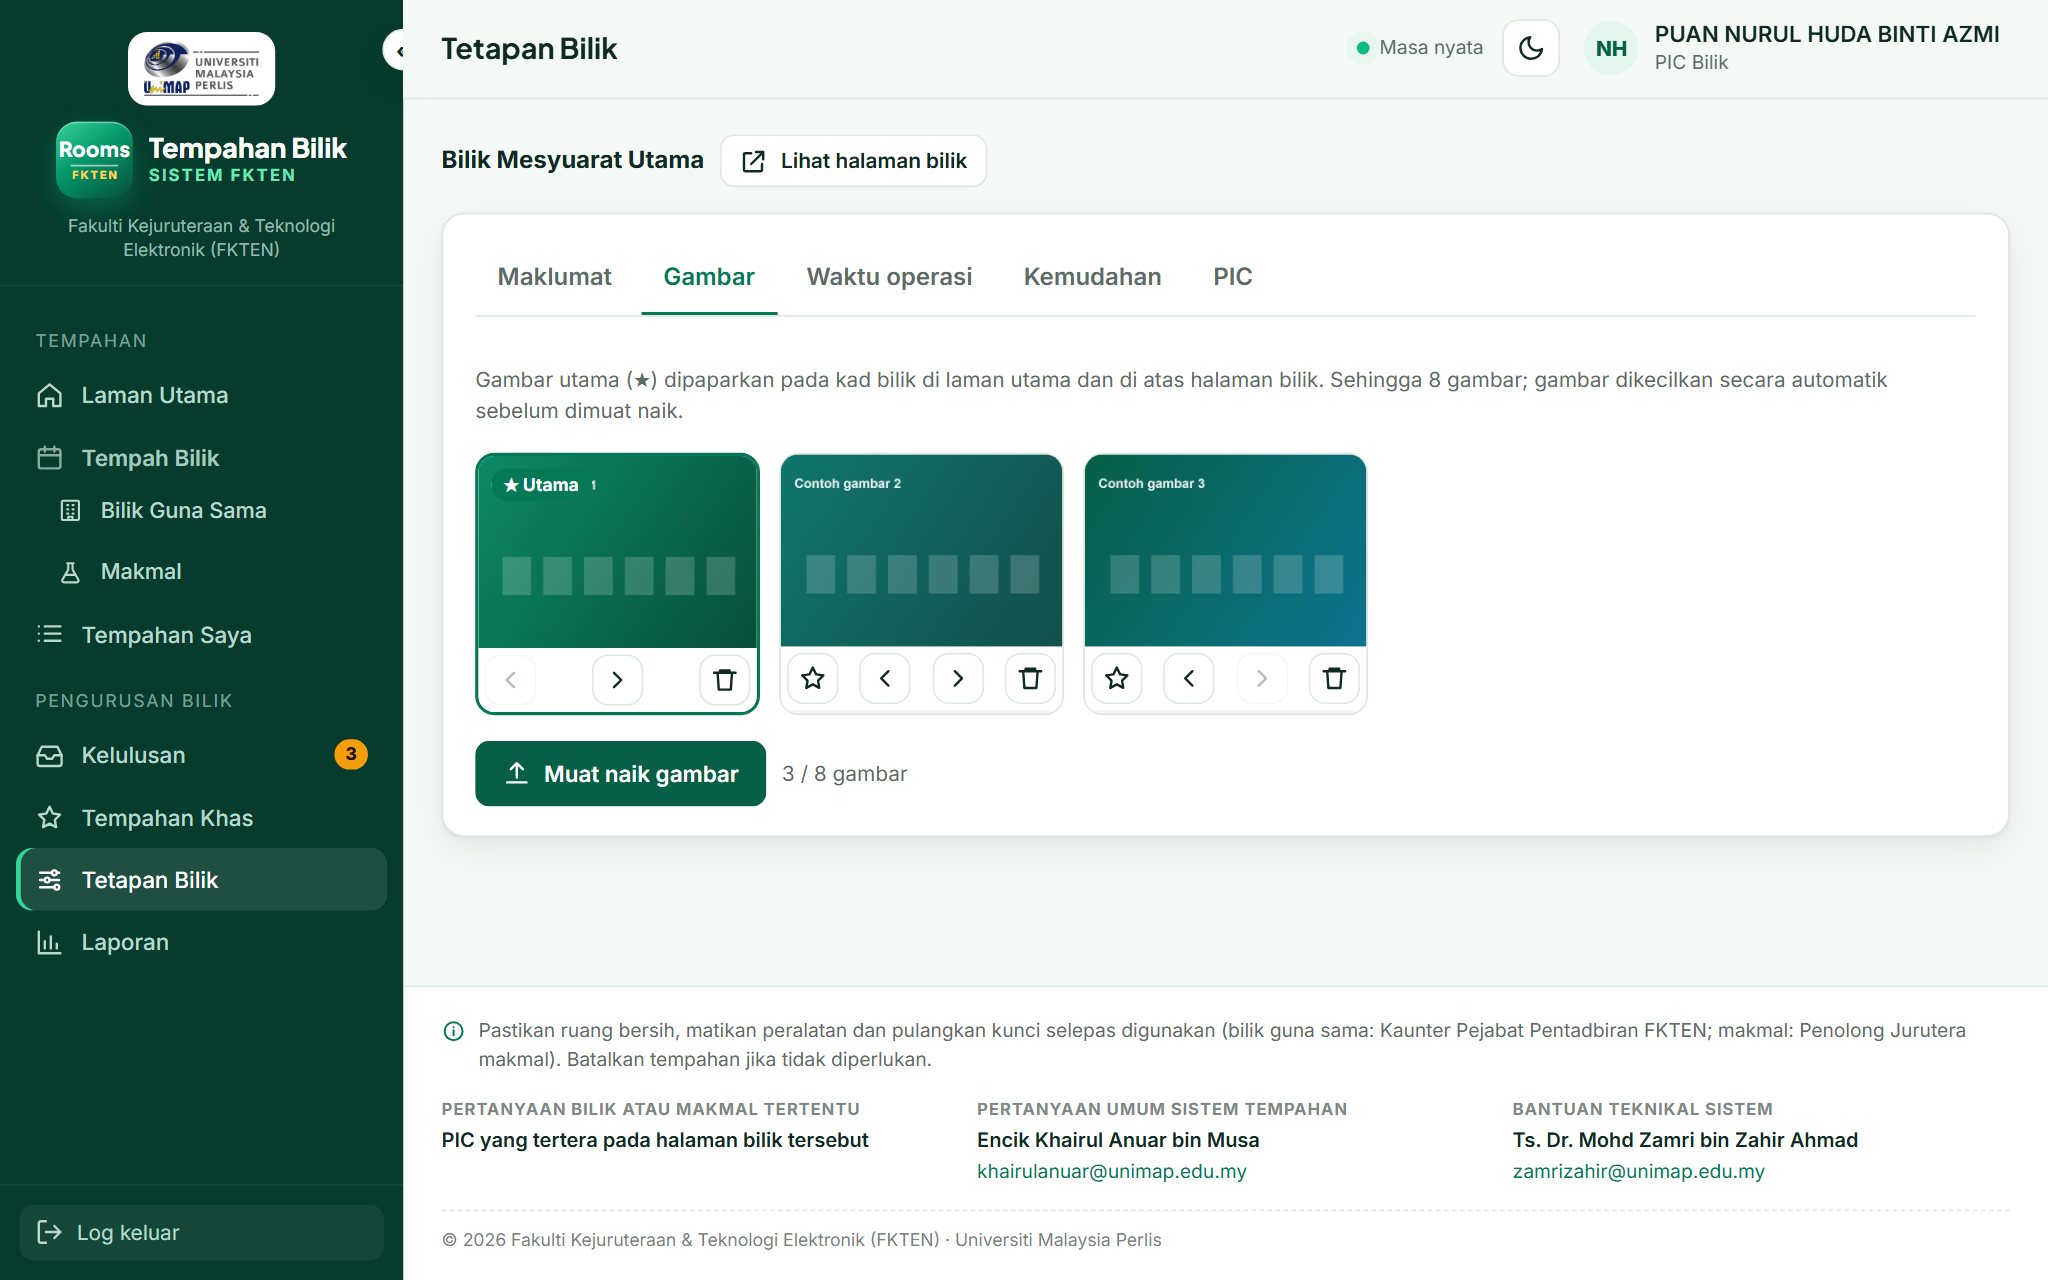 UNIVERSITI
MALAYSIA
PERLIS
UniMAP
Rooms
FKTEN
Tempahan Bilik
SISTEM FKTEN
Fakulti Kejuruteraan & Teknologi
Elektronik (FKTEN)
TEMPAHAN
Laman Utama
Tempah Bilik
Bilik Guna Sama
Makmal
Tempahan Saya
PENGURUSAN BILIK
Kelulusan 3
Tempahan Khas
Tetapan Bilik
Laporan
Log keluar
Tetapan Bilik
Masa nyata
NH
PUAN NURUL HUDA BINTI AZMI
PIC Bilik
Bilik Mesyuarat Utama
Lihat halaman bilik
Maklumat Gambar Waktu operasi Kemudahan PIC
Gambar utama (★) dipaparkan pada kad bilik di laman utama dan di atas halaman bilik. Sehingga 8 gambar; gambar dikecilkan secara automatik
sebelum dimuat naik.
★ Utama 1
Contoh gambar 2
Contoh gambar 3
Muat naik gambar
3 / 8 gambar
Pastikan ruang bersih, matikan peralatan dan pulangkan kunci selepas digunakan (bilik guna sama: Kaunter Pejabat Pentadbiran FKTEN; makmal: Penolong Jurutera
makmal). Batalkan tempahan jika tidak diperlukan.
PERTANYAAN BILIK ATAU MAKMAL TERTENTU
PIC yang tertera pada halaman bilik tersebut
PERTANYAAN UMUM SISTEM TEMPAHAN
Encik Khairul Anuar bin Musa
khairulanuar@unimap.edu.my
BANTUAN TEKNIKAL SISTEM
Ts. Dr. Mohd Zamri bin Zahir Ahmad
zamrizahir@unimap.edu.my
© 2026 Fakulti Kejuruteraan & Teknologi Elektronik (FKTEN) · Universiti Malaysia Perlis